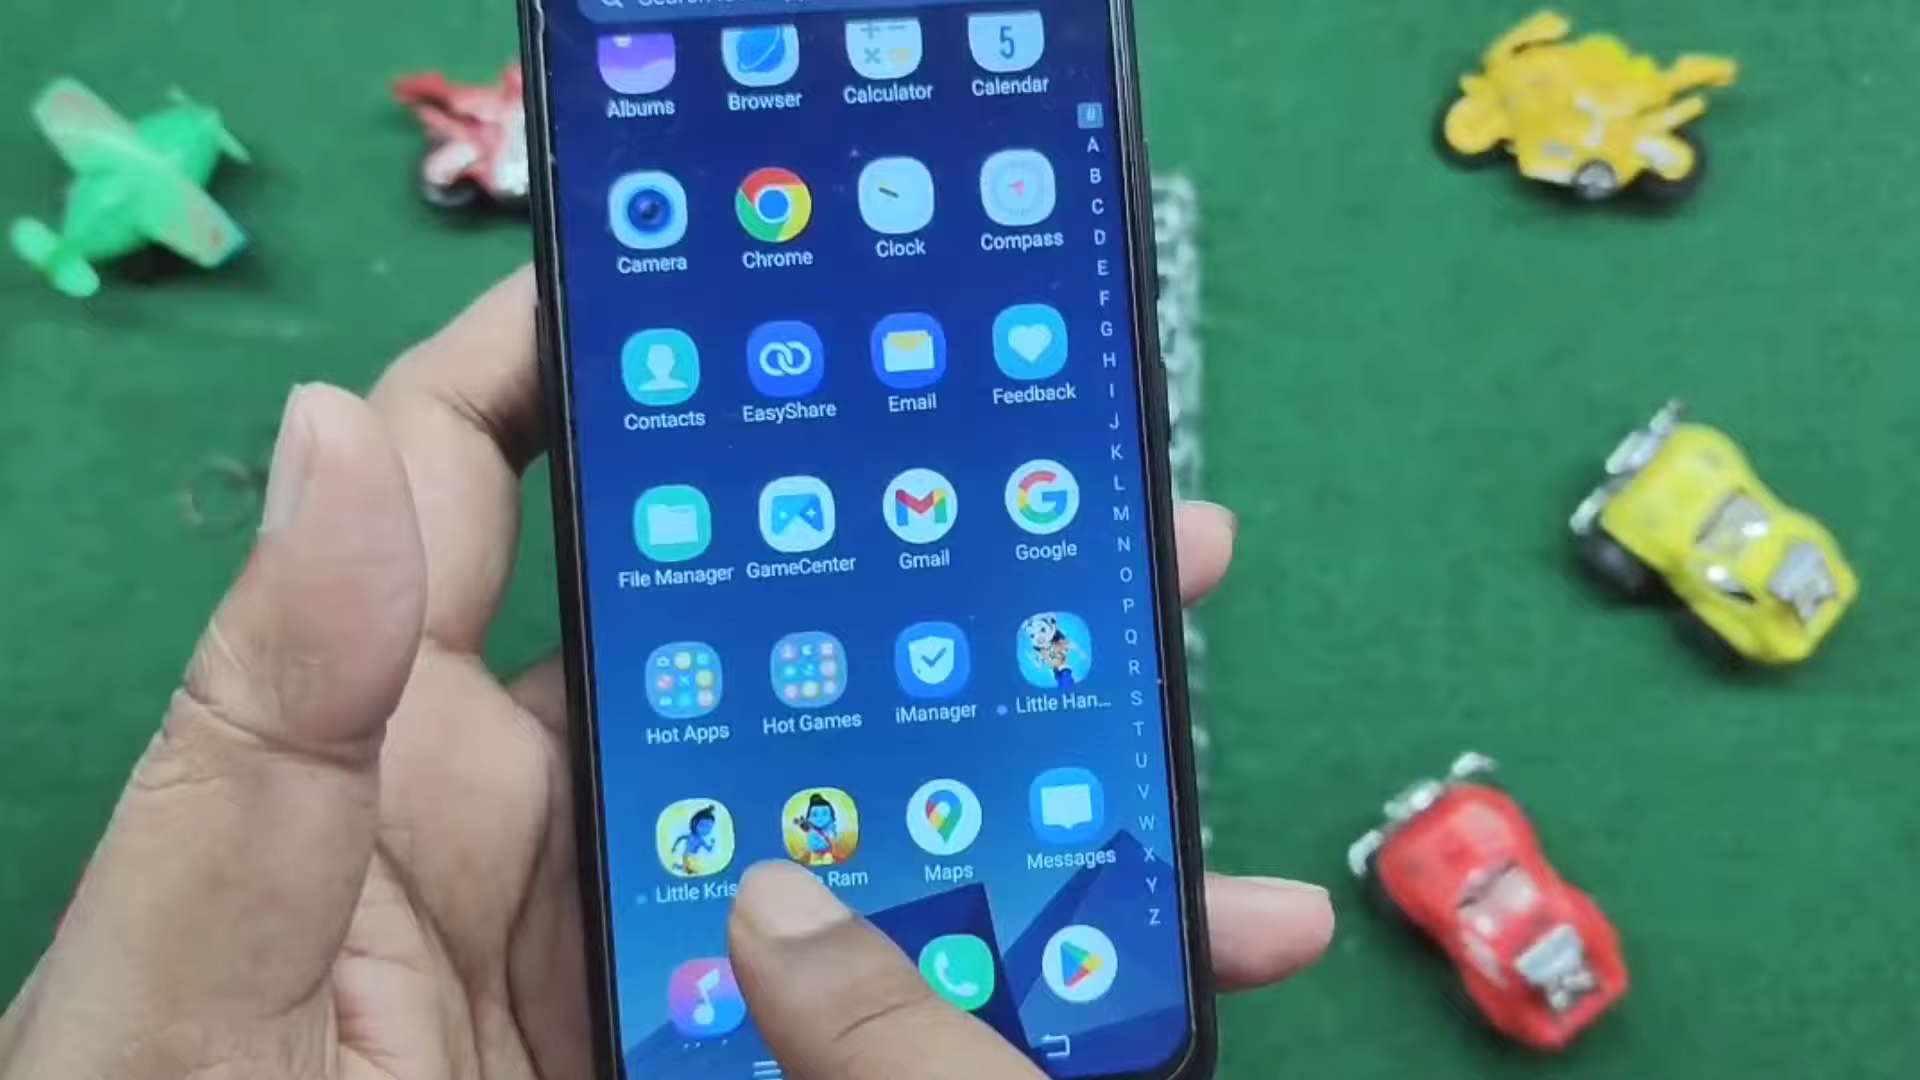 Albums Browser Calculator Calendar
5
#
A
B
Camera Chrome Clock Compass
C
D
E
F
G
Contacts EasyShare Email Feedback
H
I
J
K
L
File Manager GameCenter Gmail Google
M
N
O
P
Q
Hot Apps Hot Games iManager Little Han...
R
S
T
U
V
Little Kris Ram Maps Messages
W
X
Y
Z